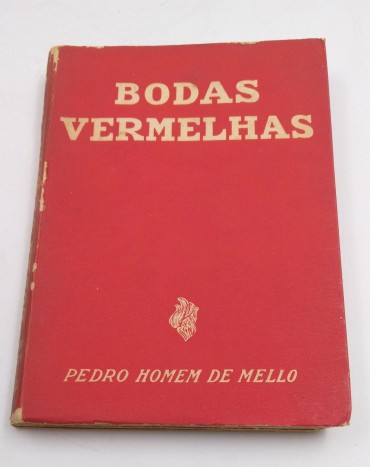 BODAS
VERMELHAS
PEDRO HOMEM DE MELLO